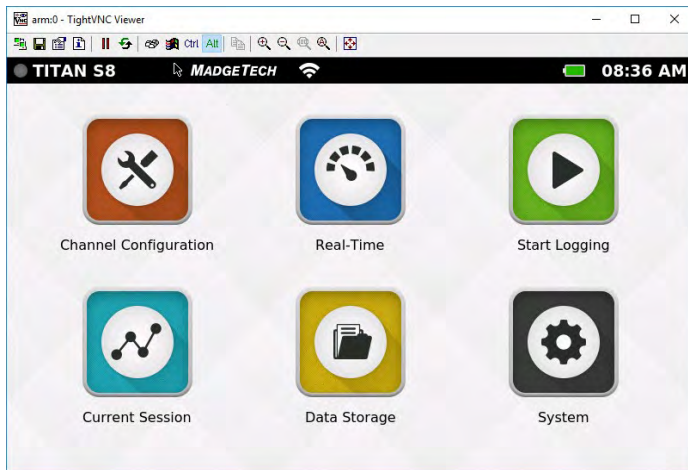 arm:0 - TightVNC Viewer
Ctrl Alt
TITAN S8 MADGETECH 08:36 AM
Channel Configuration Real-Time Start Logging
Current Session Data Storage System